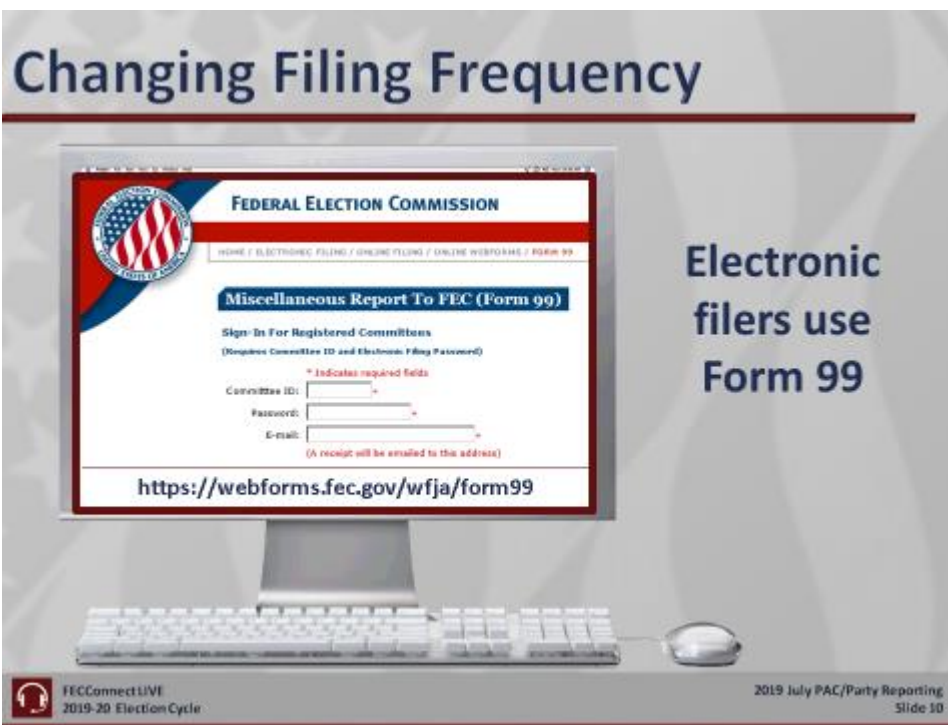 Changing Filing Frequency
FEDERAL ELECTION COMMISSION
HOME / ELECTRONIC FILING / ONLINE FILING / ONLINE WEBFORMS / FORM 99
Miscellaneous Report To FEC (Form 99)
Sign-In For Registered Committees
(Requires Committee ID and Electronic Filing Password)
* Indicates required fields
Committee ID: *
Password: *
E-mail: *
(A receipt will be emailed to this address)
https://webforms.fec.gov/wfja/form99
Electronic
filers use
Form 99
FECConnect LIVE
2019-20 Election Cycle
2019 July PAC/Party Reporting
Slide 10